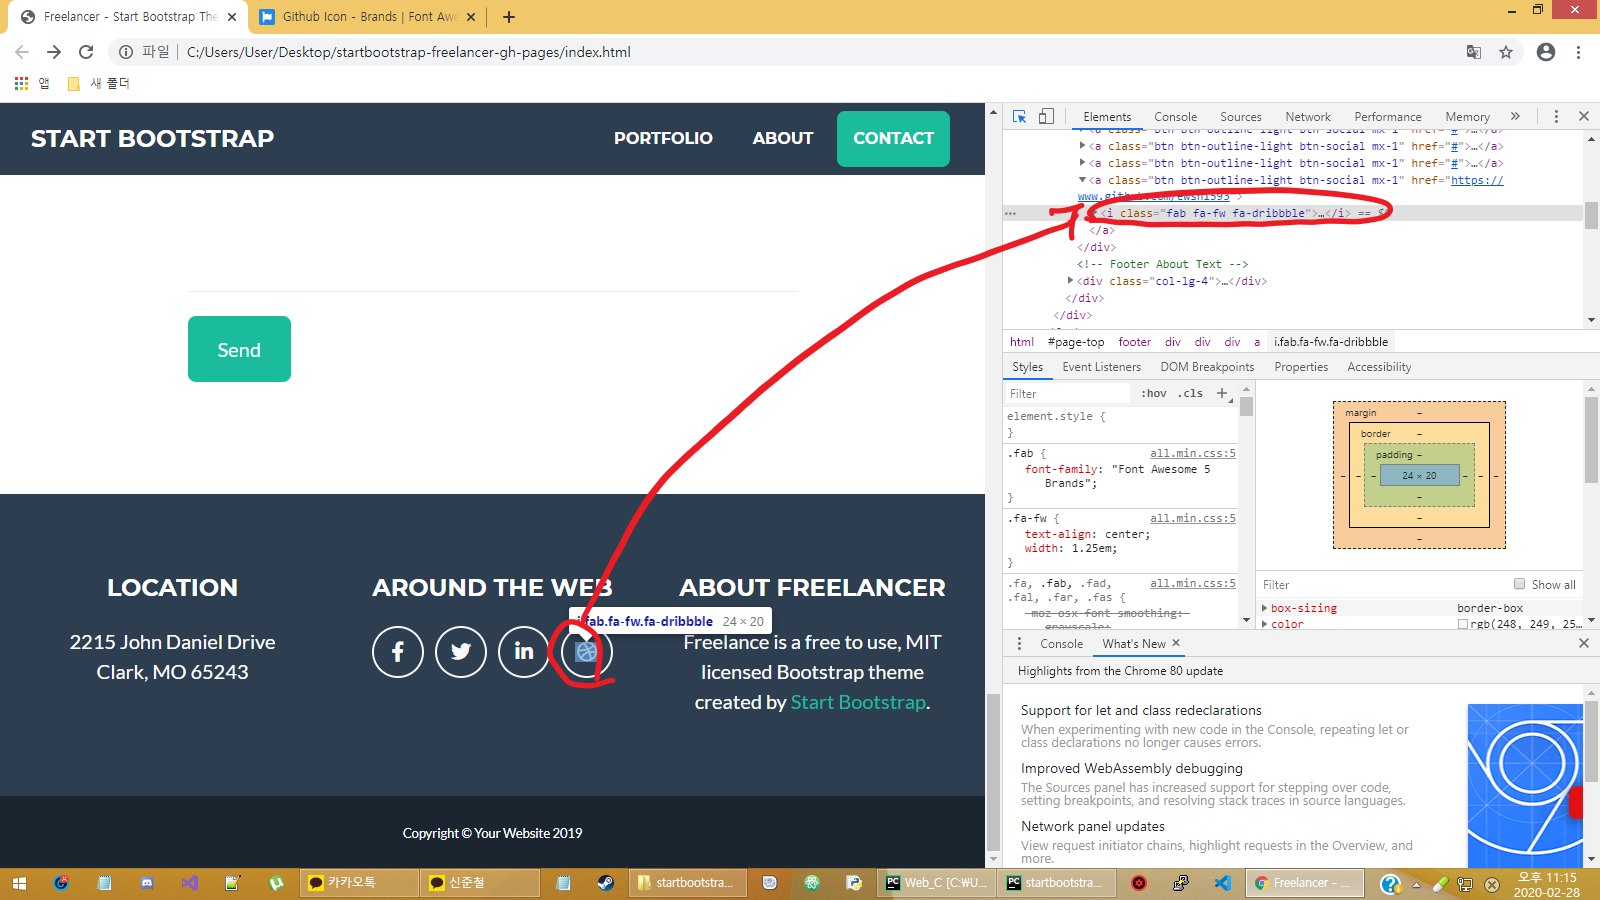 Freelancer - Start Bootstrap The
Github Icon - Brands | Font Awe
파일
C:/Users/User/Desktop/startbootstrap-freelancer-gh-pages/index.html
앱
새 폴더
START BOOTSTRAP
PORTFOLIO
ABOUT
CONTACT
Send
LOCATION
2215 John Daniel Drive
Clark, MO 65243
AROUND THE WEB
i.fab.fa-fw.fa-dribbble 24 × 20
ABOUT FREELANCER
Freelance is a free to use, MIT
licensed Bootstrap theme
created by Start Bootstrap.
Copyright © Your Website 2019
Elements Console Sources Network Performance Memory »
<a class="btn btn-outline-light btn-social mx-1" href="#">…</a>
<a class="btn btn-outline-light btn-social mx-1" href="#">…</a>
<a class="btn btn-outline-light btn-social mx-1" href="#">…</a>
<a class="btn btn-outline-light btn-social mx-1" href="https://
www.github.com/ewsn1593">
<i class="fab fa-fw fa-dribbble">…</i> == $
</a>
</div>
<!-- Footer About Text -->
<div class="col-lg-4">…</div>
</div>
</div>
html #page-top footer div div div a i.fab.fa-fw.fa-dribbble
Styles Event Listeners DOM Breakpoints Properties Accessibility
Filter :hov .cls +
element.style {
}
.fab { all.min.css:5
font-family: "Font Awesome 5
Brands";
}
.fa-fw { all.min.css:5
text-align: center;
width: 1.25em;
}
.fa, .fab, .fad, all.min.css:5
.fal, .far, .fas {
-moz-osx-font-smoothing:
grayscale;
margin –
border –
padding –
– – – 24 × 20 – – –
–
–
–
Filter Show all
box-sizing border-box
color rgb(248, 249, 25…
Console What's New
Highlights from the Chrome 80 update
Support for let and class redeclarations
When experimenting with new code in the Console, repeating let or
class declarations no longer causes errors.
Improved WebAssembly debugging
The Sources panel has increased support for stepping over code,
setting breakpoints, and resolving stack traces in source languages.
Network panel updates
View request initiator chains, highlight requests in the Overview, and
more.
카카오톡
신준철
startbootstra...
Web_C [C:₩U...
startbootstra...
Freelancer - ...
오후 11:15
2020-02-28